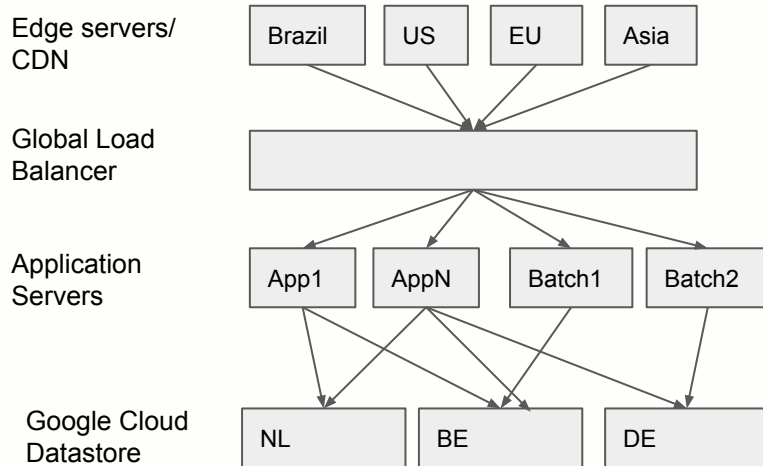 Edge servers/
CDN
Brazil
US
EU
Asia
Global Load
Balancer
Application
Servers
App1
AppN
Batch1
Batch2
Google Cloud
Datastore
NL
BE
DE